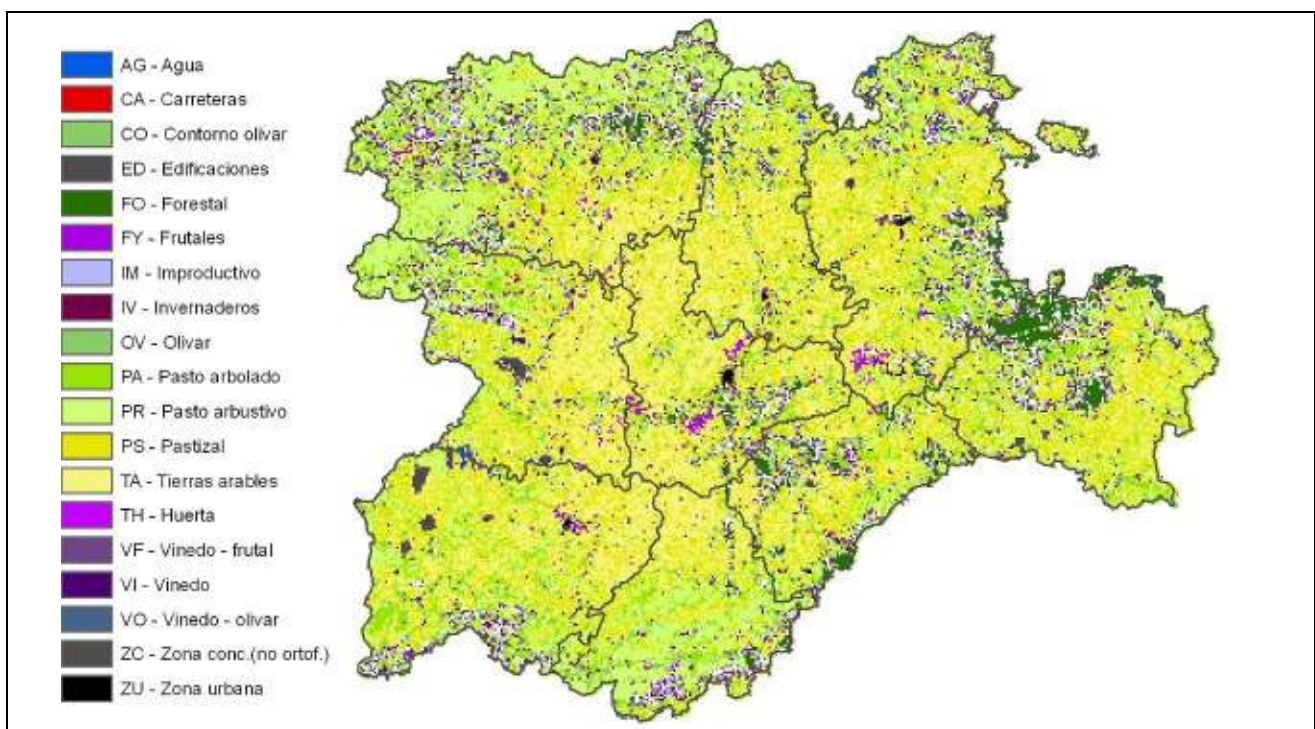 AG - Agua
CA - Carreteras
CO - Contorno olivar
ED - Edificaciones
FO - Forestal
FY - Frutales
IM - Improductivo
IV - Invernaderos
OV - Olivar
PA - Pasto arbolado
PR - Pasto arbustivo
PS - Pastizal
TA - Tierras arables
TH - Huerta
VF - Vinedo - frutal
VI - Vinedo
VO - Vinedo - olivar
ZC - Zona conc.(no ortof.)
ZU - Zona urbana